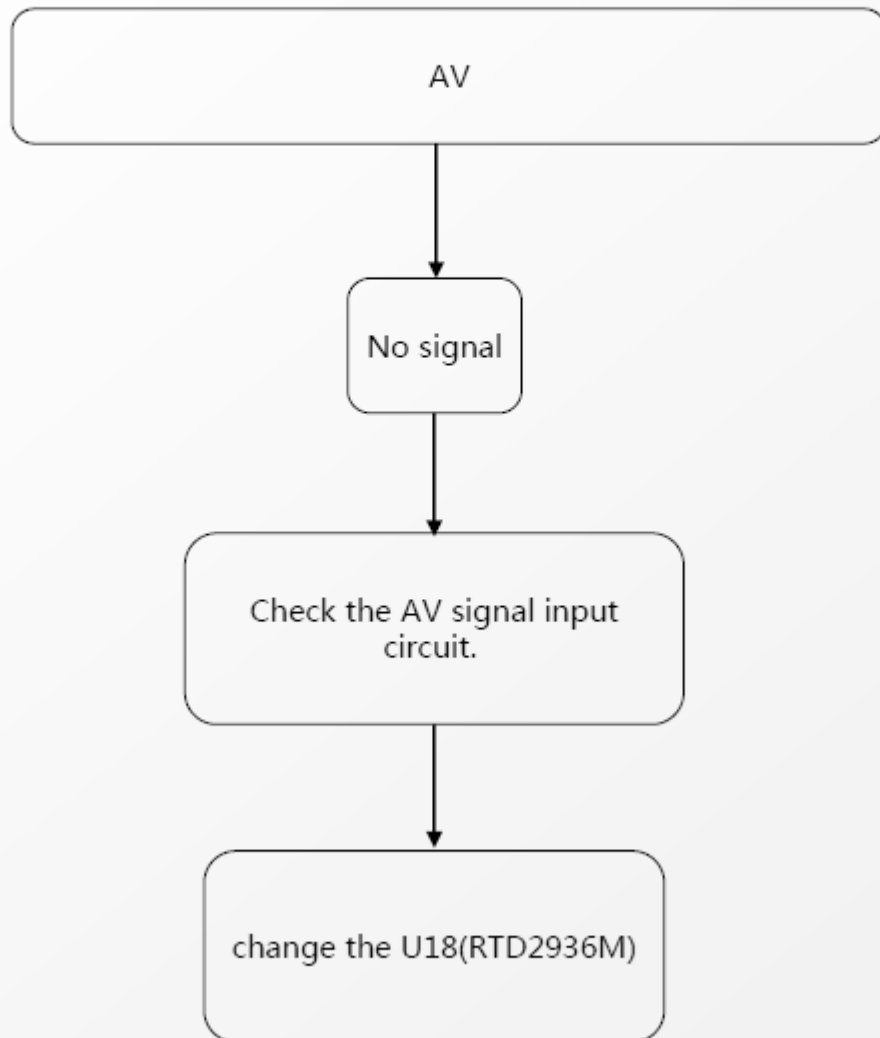 AV
No signal
Check the AV signal input
circuit.
change the U18(RTD2936M)